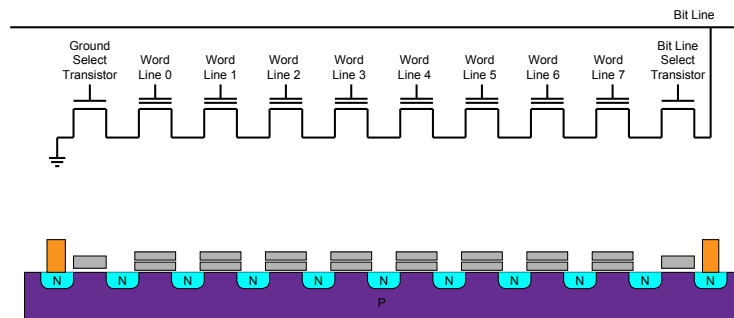 Bit Line
Ground
Select
Transistor
Word
Line 0
Word
Line 1
Word
Line 2
Word
Line 3
Word
Line 4
Word
Line 5
Word
Line 6
Word
Line 7
Bit Line
Select
Transistor
N N N N N N N N N N N
P